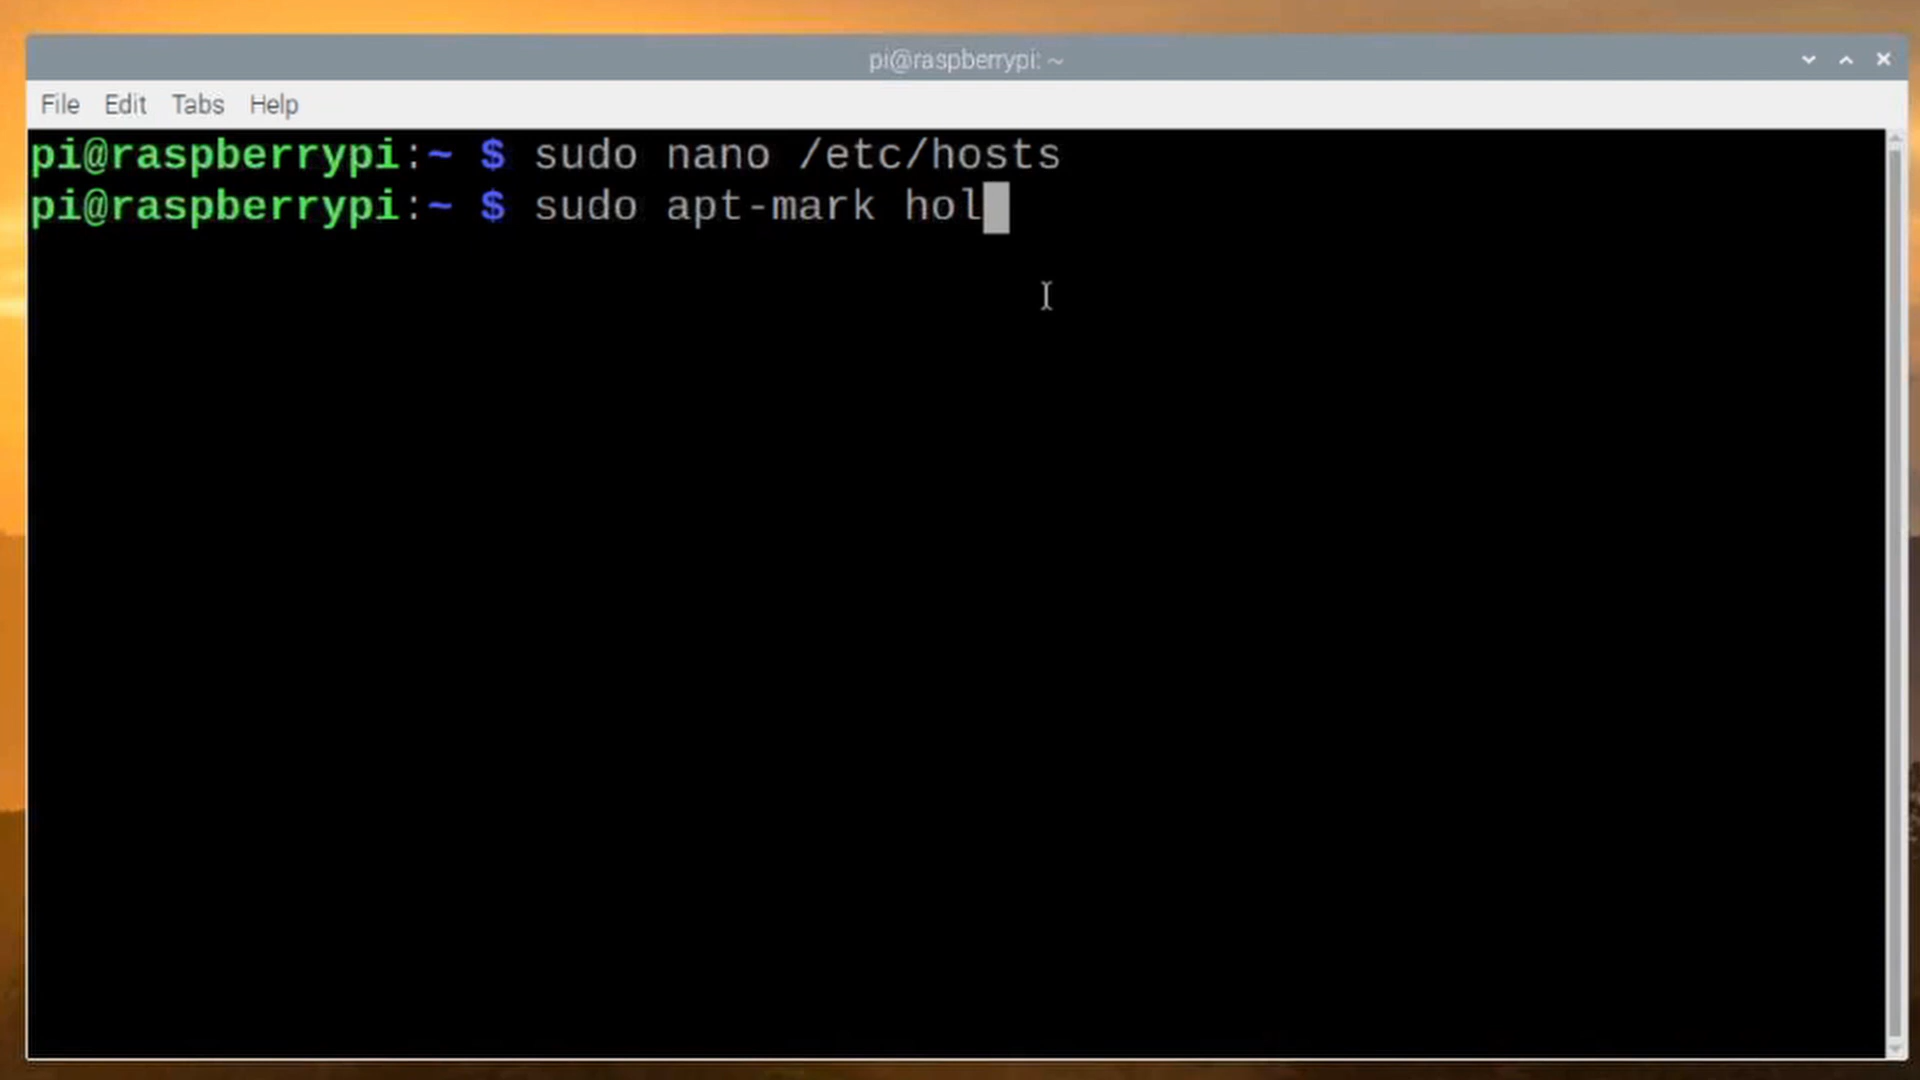 pi@raspberrypi: ~
File Edit Tabs Help
pi@raspberrypi:~ $ sudo nano /etc/hosts
pi@raspberrypi:~ $ sudo apt-mark hol